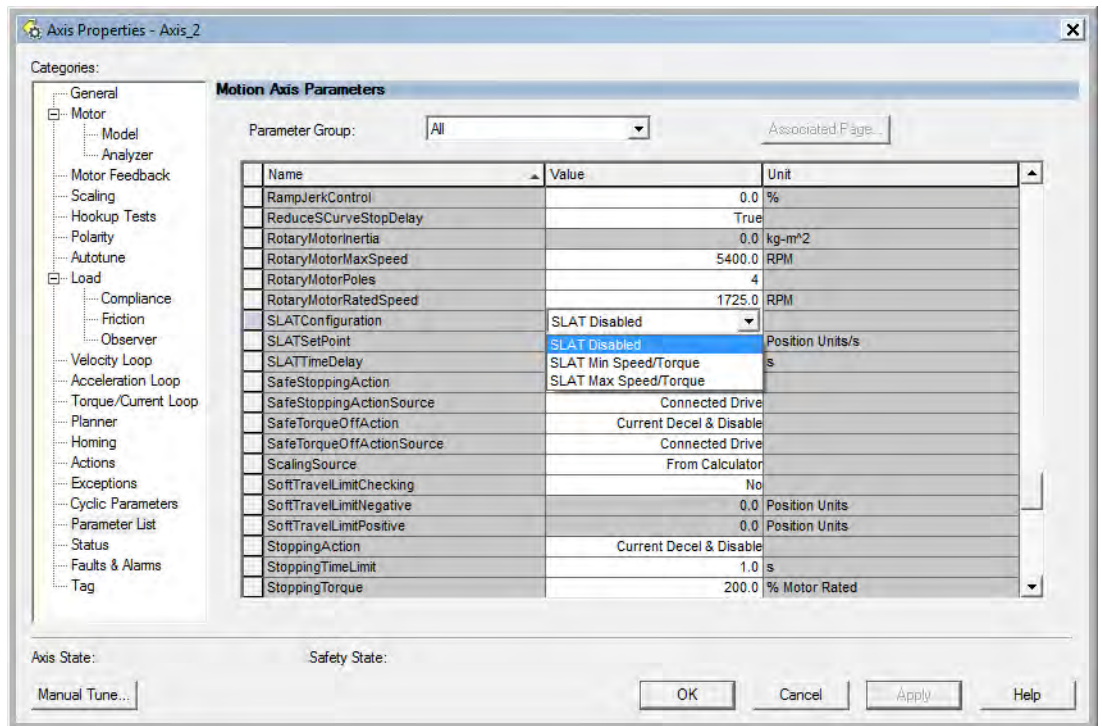 Axis Properties - Axis_2
Categories:
General
Motor
Model
Analyzer
Motor Feedback
Scaling
Hookup Tests
Polarity
Autotune
Load
Compliance
Friction
Observer
Velocity Loop
Acceleration Loop
Torque/Current Loop
Planner
Homing
Actions
Exceptions
Cyclic Parameters
Parameter List
Status
Faults & Alarms
Tag
Motion Axis Parameters
Parameter Group: All Associated Page...
Name Value Unit
RampJerkControl 0.0 %
ReduceSCurveStopDelay True
RotaryMotorInertia 0.0 kg-m^2
RotaryMotorMaxSpeed 5400.0 RPM
RotaryMotorPoles 4
RotaryMotorRatedSpeed 1725.0 RPM
SLATConfiguration SLAT Disabled
SLATSetPoint SLAT Disabled Position Units/s
SLATTimeDelay SLAT Min Speed/Torque s
SafeStoppingAction SLAT Max Speed/Torque
SafeStoppingActionSource Connected Drive
SafeTorqueOffAction Current Decel & Disable
SafeTorqueOffActionSource Connected Drive
ScalingSource From Calculator
SoftTravelLimitChecking No
SoftTravelLimitNegative 0.0 Position Units
SoftTravelLimitPositive 0.0 Position Units
StoppingAction Current Decel & Disable
StoppingTimeLimit 1.0 s
StoppingTorque 200.0 % Motor Rated
Axis State: Safety State:
Manual Tune... OK Cancel Apply Help